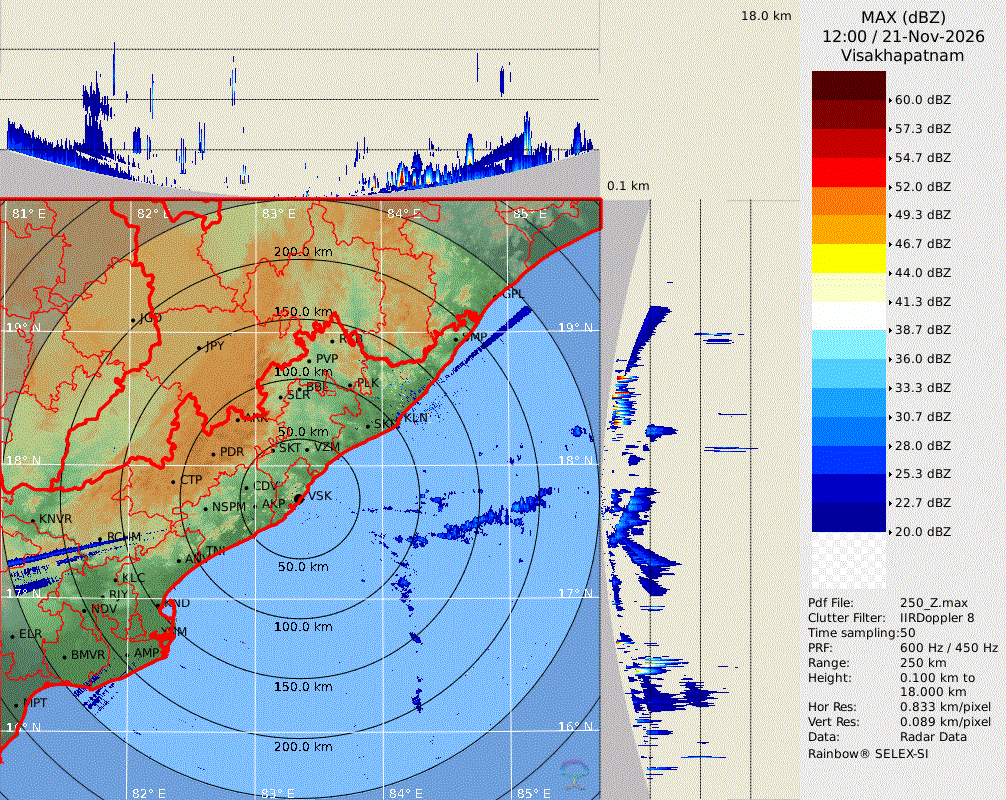 18.0 km
MAX (dBZ)
12:00 / 21-Nov-2026
Visakhapatnam
60.0 dBZ
57.3 dBZ
54.7 dBZ
52.0 dBZ
49.3 dBZ
46.7 dBZ
44.0 dBZ
41.3 dBZ
38.7 dBZ
36.0 dBZ
33.3 dBZ
30.7 dBZ
28.0 dBZ
25.3 dBZ
22.7 dBZ
20.0 dBZ
0.1 km
81° E
82° E
83° E
84° E
85° E
200.0 km
GPL
150.0 km
JGD
19° N
19° N
JPY
PVP
100.0 km
PLK
SLR
KLN
50.0 km
PDR
SKT
VZM
18° N
18° N
CTP
CDV
VSK
NSPM
AKP
KNVR
50.0 km
KLC
17° N
17° N
NDV
KND
100.0 km
ELR
BMVR
AMP
150.0 km
16° N
16° N
200.0 km
82° E
83° E
84° E
85° E
Pdf File: 250_Z.max
Clutter Filter: IIRDoppler 8
Time sampling:50
PRF: 600 Hz / 450 Hz
Range: 250 km
Height: 0.100 km to
18.000 km
Hor Res: 0.833 km/pixel
Vert Res: 0.089 km/pixel
Data: Radar Data
Rainbow® SELEX-SI